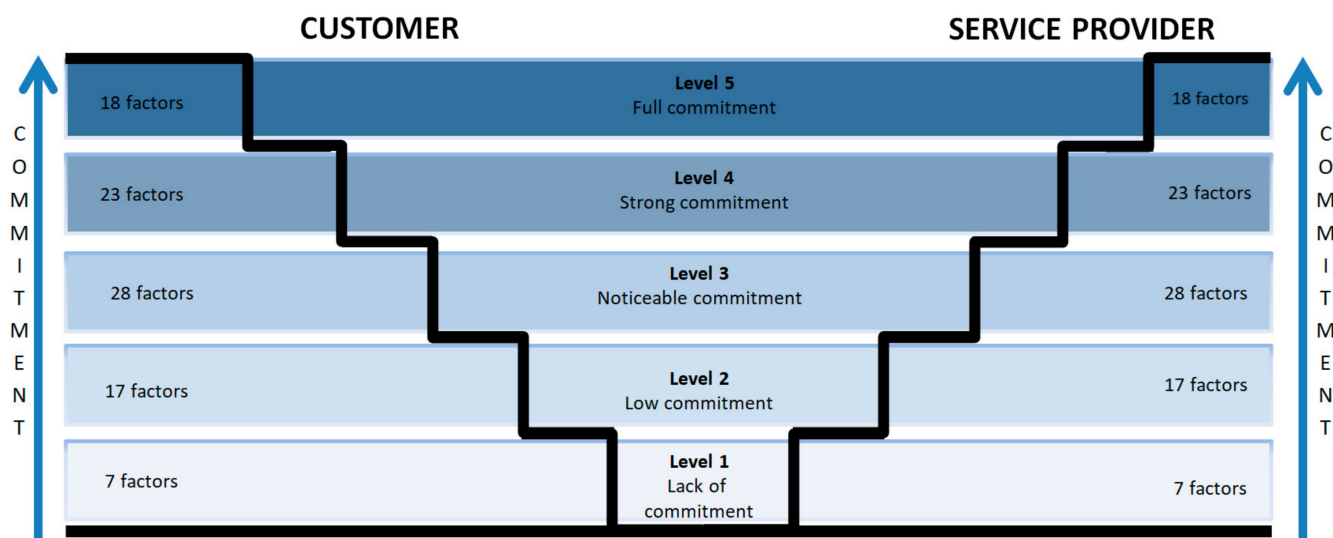 CUSTOMER
SERVICE PROVIDER
COMMITMENT
18 factors
Level 5
Full commitment
18 factors
23 factors
Level 4
Strong commitment
23 factors
28 factors
Level 3
Noticeable commitment
28 factors
17 factors
Level 2
Low commitment
17 factors
7 factors
Level 1
Lack of
commitment
7 factors
COMMITMENT